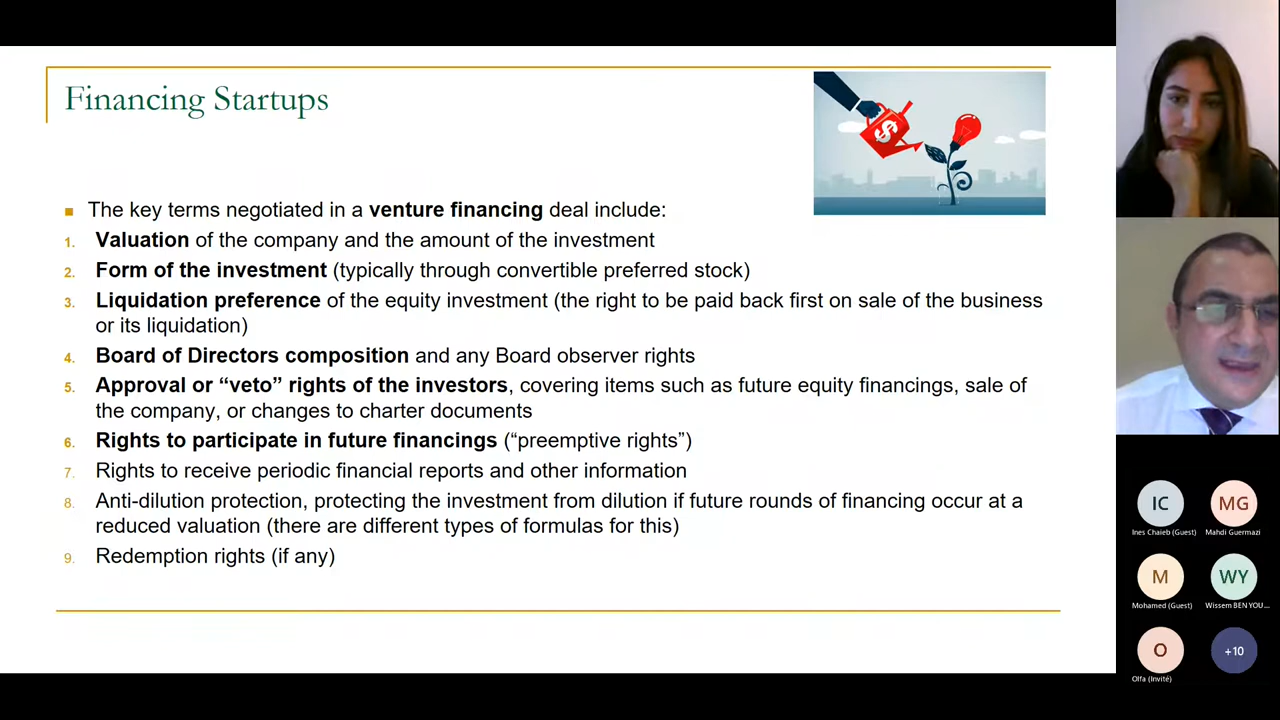 Financing Startups
$
■ The key terms negotiated in a venture financing deal include:
1. Valuation of the company and the amount of the investment
2. Form of the investment (typically through convertible preferred stock)
3. Liquidation preference of the equity investment (the right to be paid back first on sale of the business
or its liquidation)
4. Board of Directors composition and any Board observer rights
5. Approval or “veto” rights of the investors, covering items such as future equity financings, sale of
the company, or changes to charter documents
6. Rights to participate in future financings (“preemptive rights”)
7. Rights to receive periodic financial reports and other information
8. Anti-dilution protection, protecting the investment from dilution if future rounds of financing occur at a
reduced valuation (there are different types of formulas for this)
9. Redemption rights (if any)
IC MG
Ines Chaieb (Guest) Mahdi Guermazi
M WY
Mohamed (Guest) Wissem BEN YOU...
O +10
Olfa (Invité)